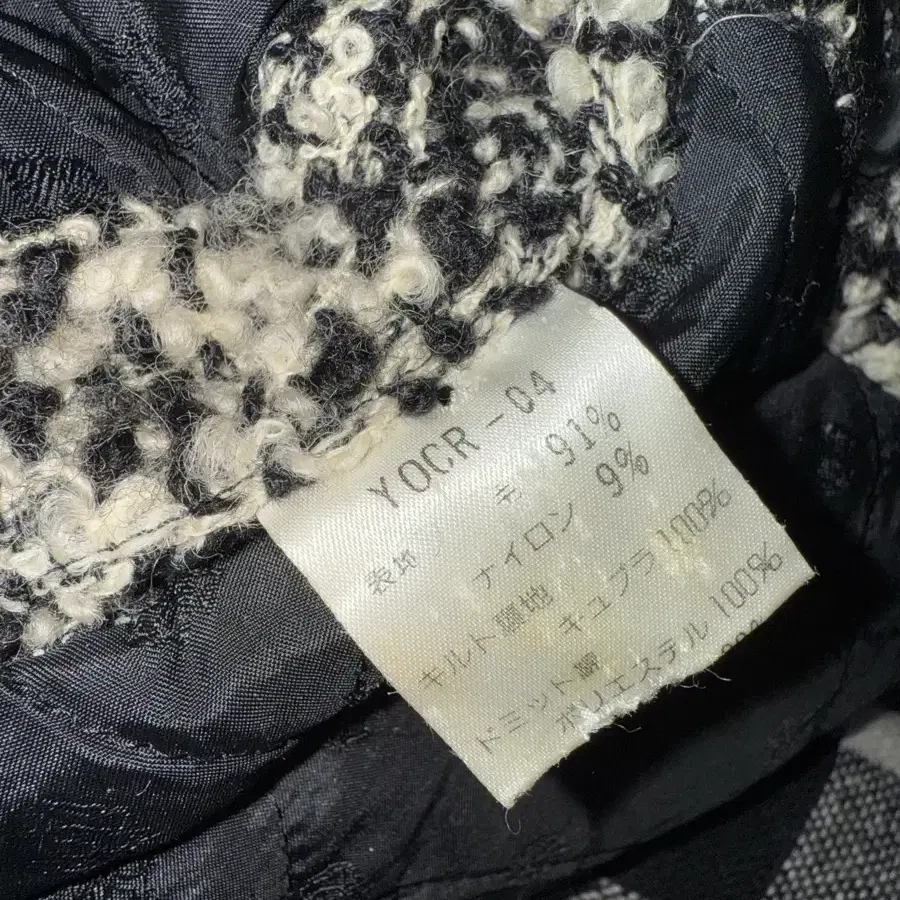 YOCR-04
毛 91%
表地
ナイロン 9%
キルト裏地
キュプラ 100%
ドミット
ポリエステル 100%